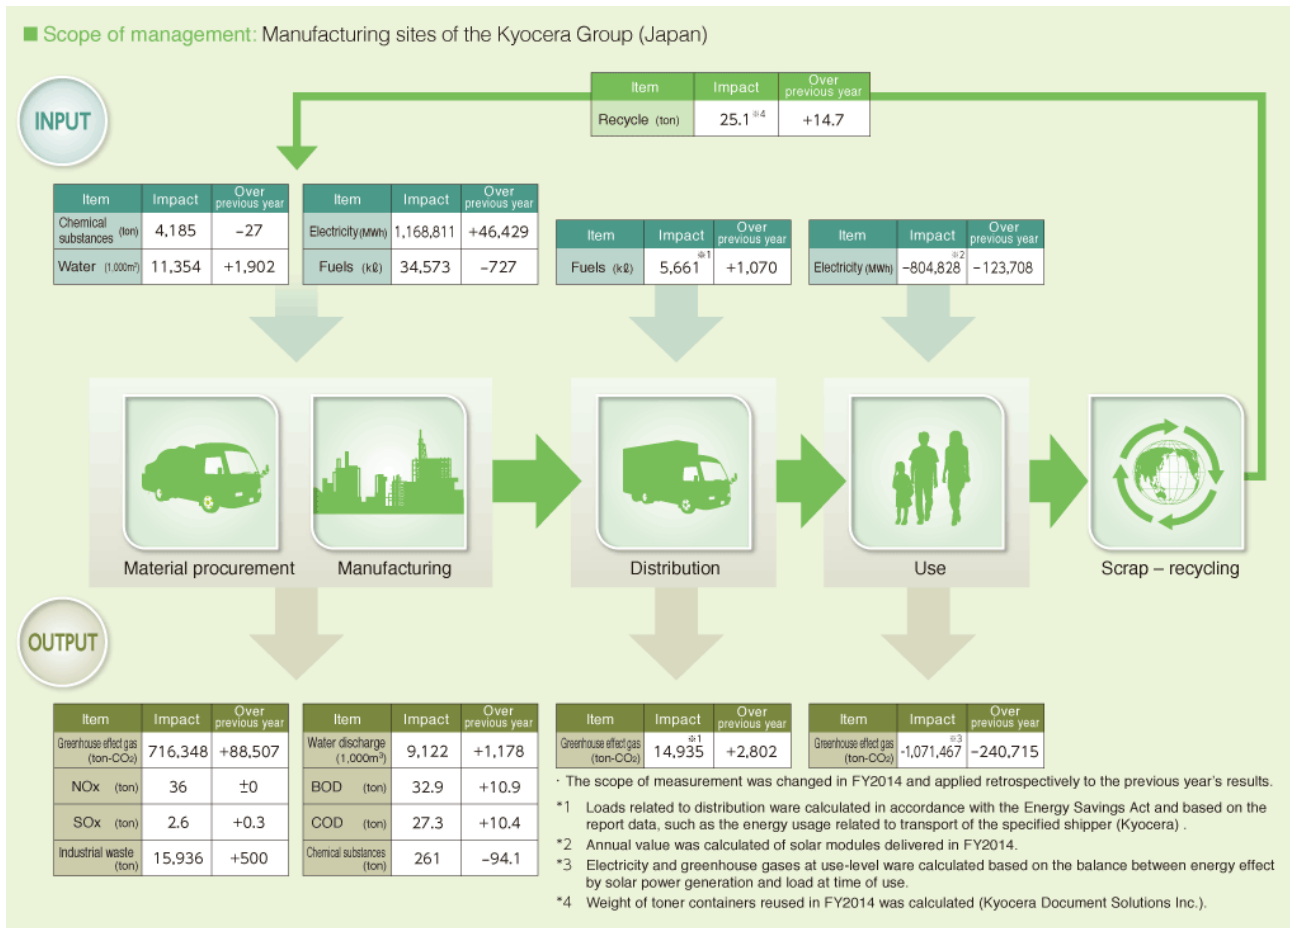 ■ Scope of management: Manufacturing sites of the Kyocera Group (Japan)
INPUT
Item Impact Over previous year
Recycle (ton) 25.1※4 +14.7
Item Impact Over previous year
Chemical substances (ton) 4,185 −27
Water (1,000m³) 11,354 +1,902
Item Impact Over previous year
Electricity (MWh) 1,168,811 +46,429
Fuels (kℓ) 34,573 −727
Item Impact Over previous year
Fuels (kℓ) 5,661※1 +1,070
Item Impact Over previous year
Electricity (MWh) −804,828※2 −123,708
Material procurement
Manufacturing
Distribution
Use
Scrap – recycling
OUTPUT
Item Impact Over previous year
Greenhouse effect gas (ton-CO₂) 716,348 +88,507
NOx (ton) 36 ±0
SOx (ton) 2.6 +0.3
Industrial waste (ton) 15,936 +500
Item Impact Over previous year
Water discharge (1,000m³) 9,122 +1,178
BOD (ton) 32.9 +10.9
COD (ton) 27.3 +10.4
Chemical substances (ton) 261 −94.1
Item Impact Over previous year
Greenhouse effect gas (ton-CO₂) 14,935※1 +2,802
Item Impact Over previous year
Greenhouse effect gas (ton-CO₂) -1,071,467※3 −240,715
· The scope of measurement was changed in FY2014 and applied retrospectively to the previous year's results.
*1 Loads related to distribution were calculated in accordance with the Energy Savings Act and based on the
report data, such as the energy usage related to transport of the specified shipper (Kyocera) .
*2 Annual value was calculated of solar modules delivered in FY2014.
*3 Electricity and greenhouse gases at use-level ware calculated based on the balance between energy effect
by solar power generation and load at time of use.
*4 Weight of toner containers reused in FY2014 was calculated (Kyocera Document Solutions Inc.).